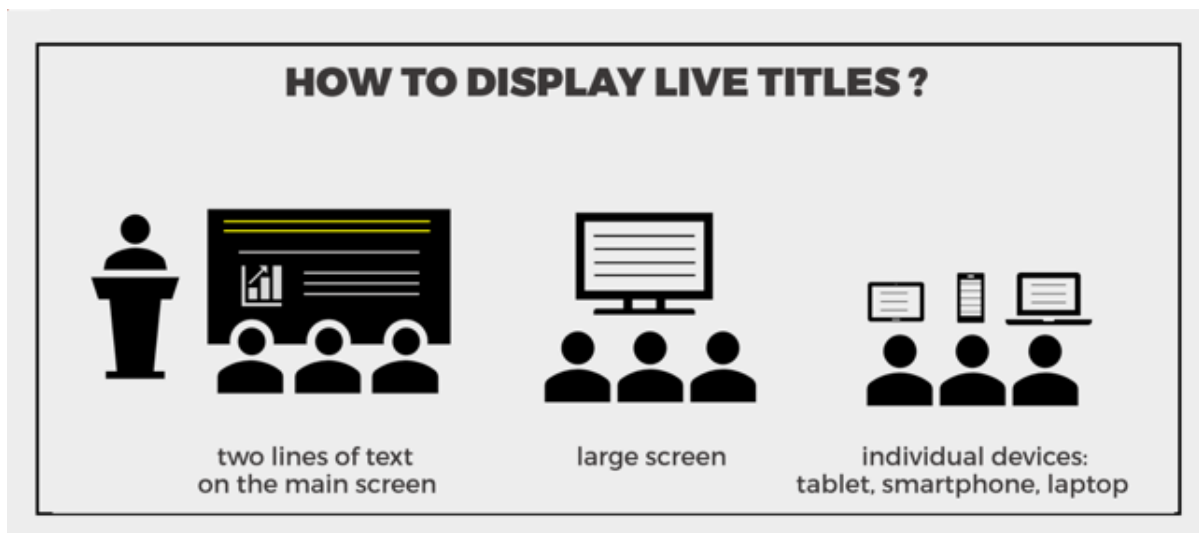 HOW TO DISPLAY LIVE TITLES ?
two lines of text
on the main screen
large screen
individual devices:
tablet, smartphone, laptop